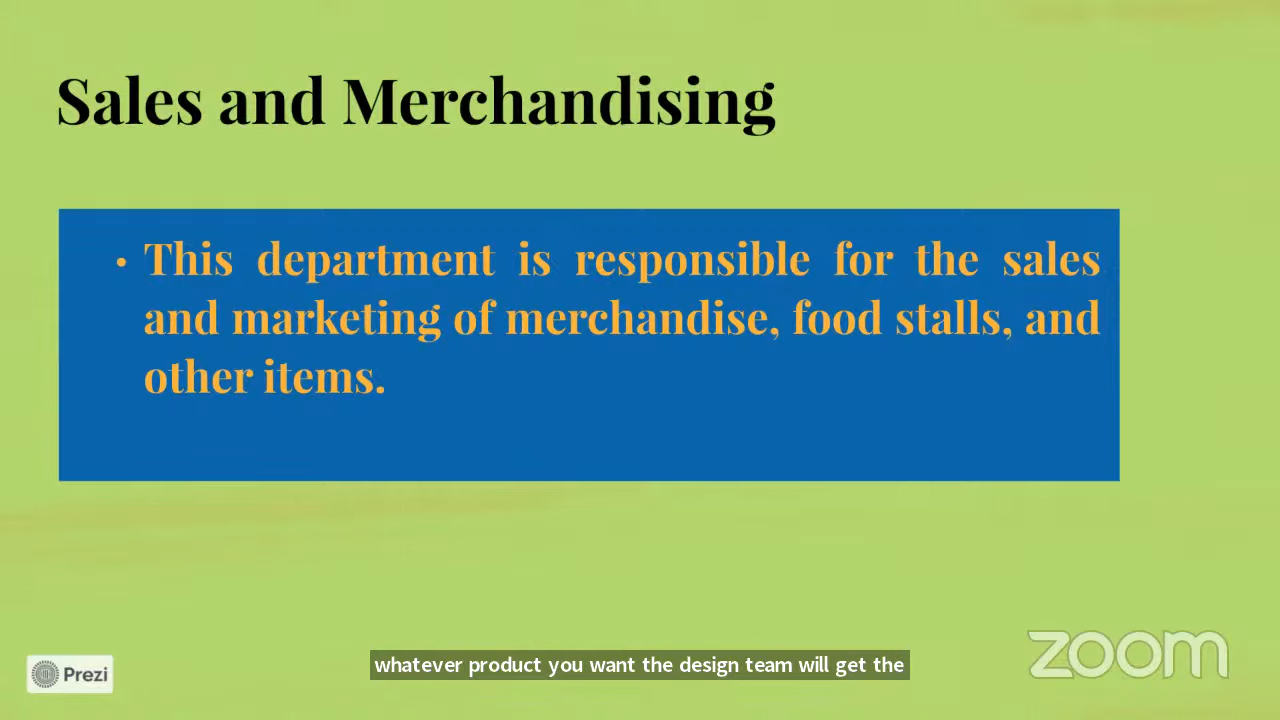 Sales and Merchandising
• This department is responsible for the sales
and marketing of merchandise, food stalls, and
other items.
whatever product you want the design team will get the
Prezi
zoom